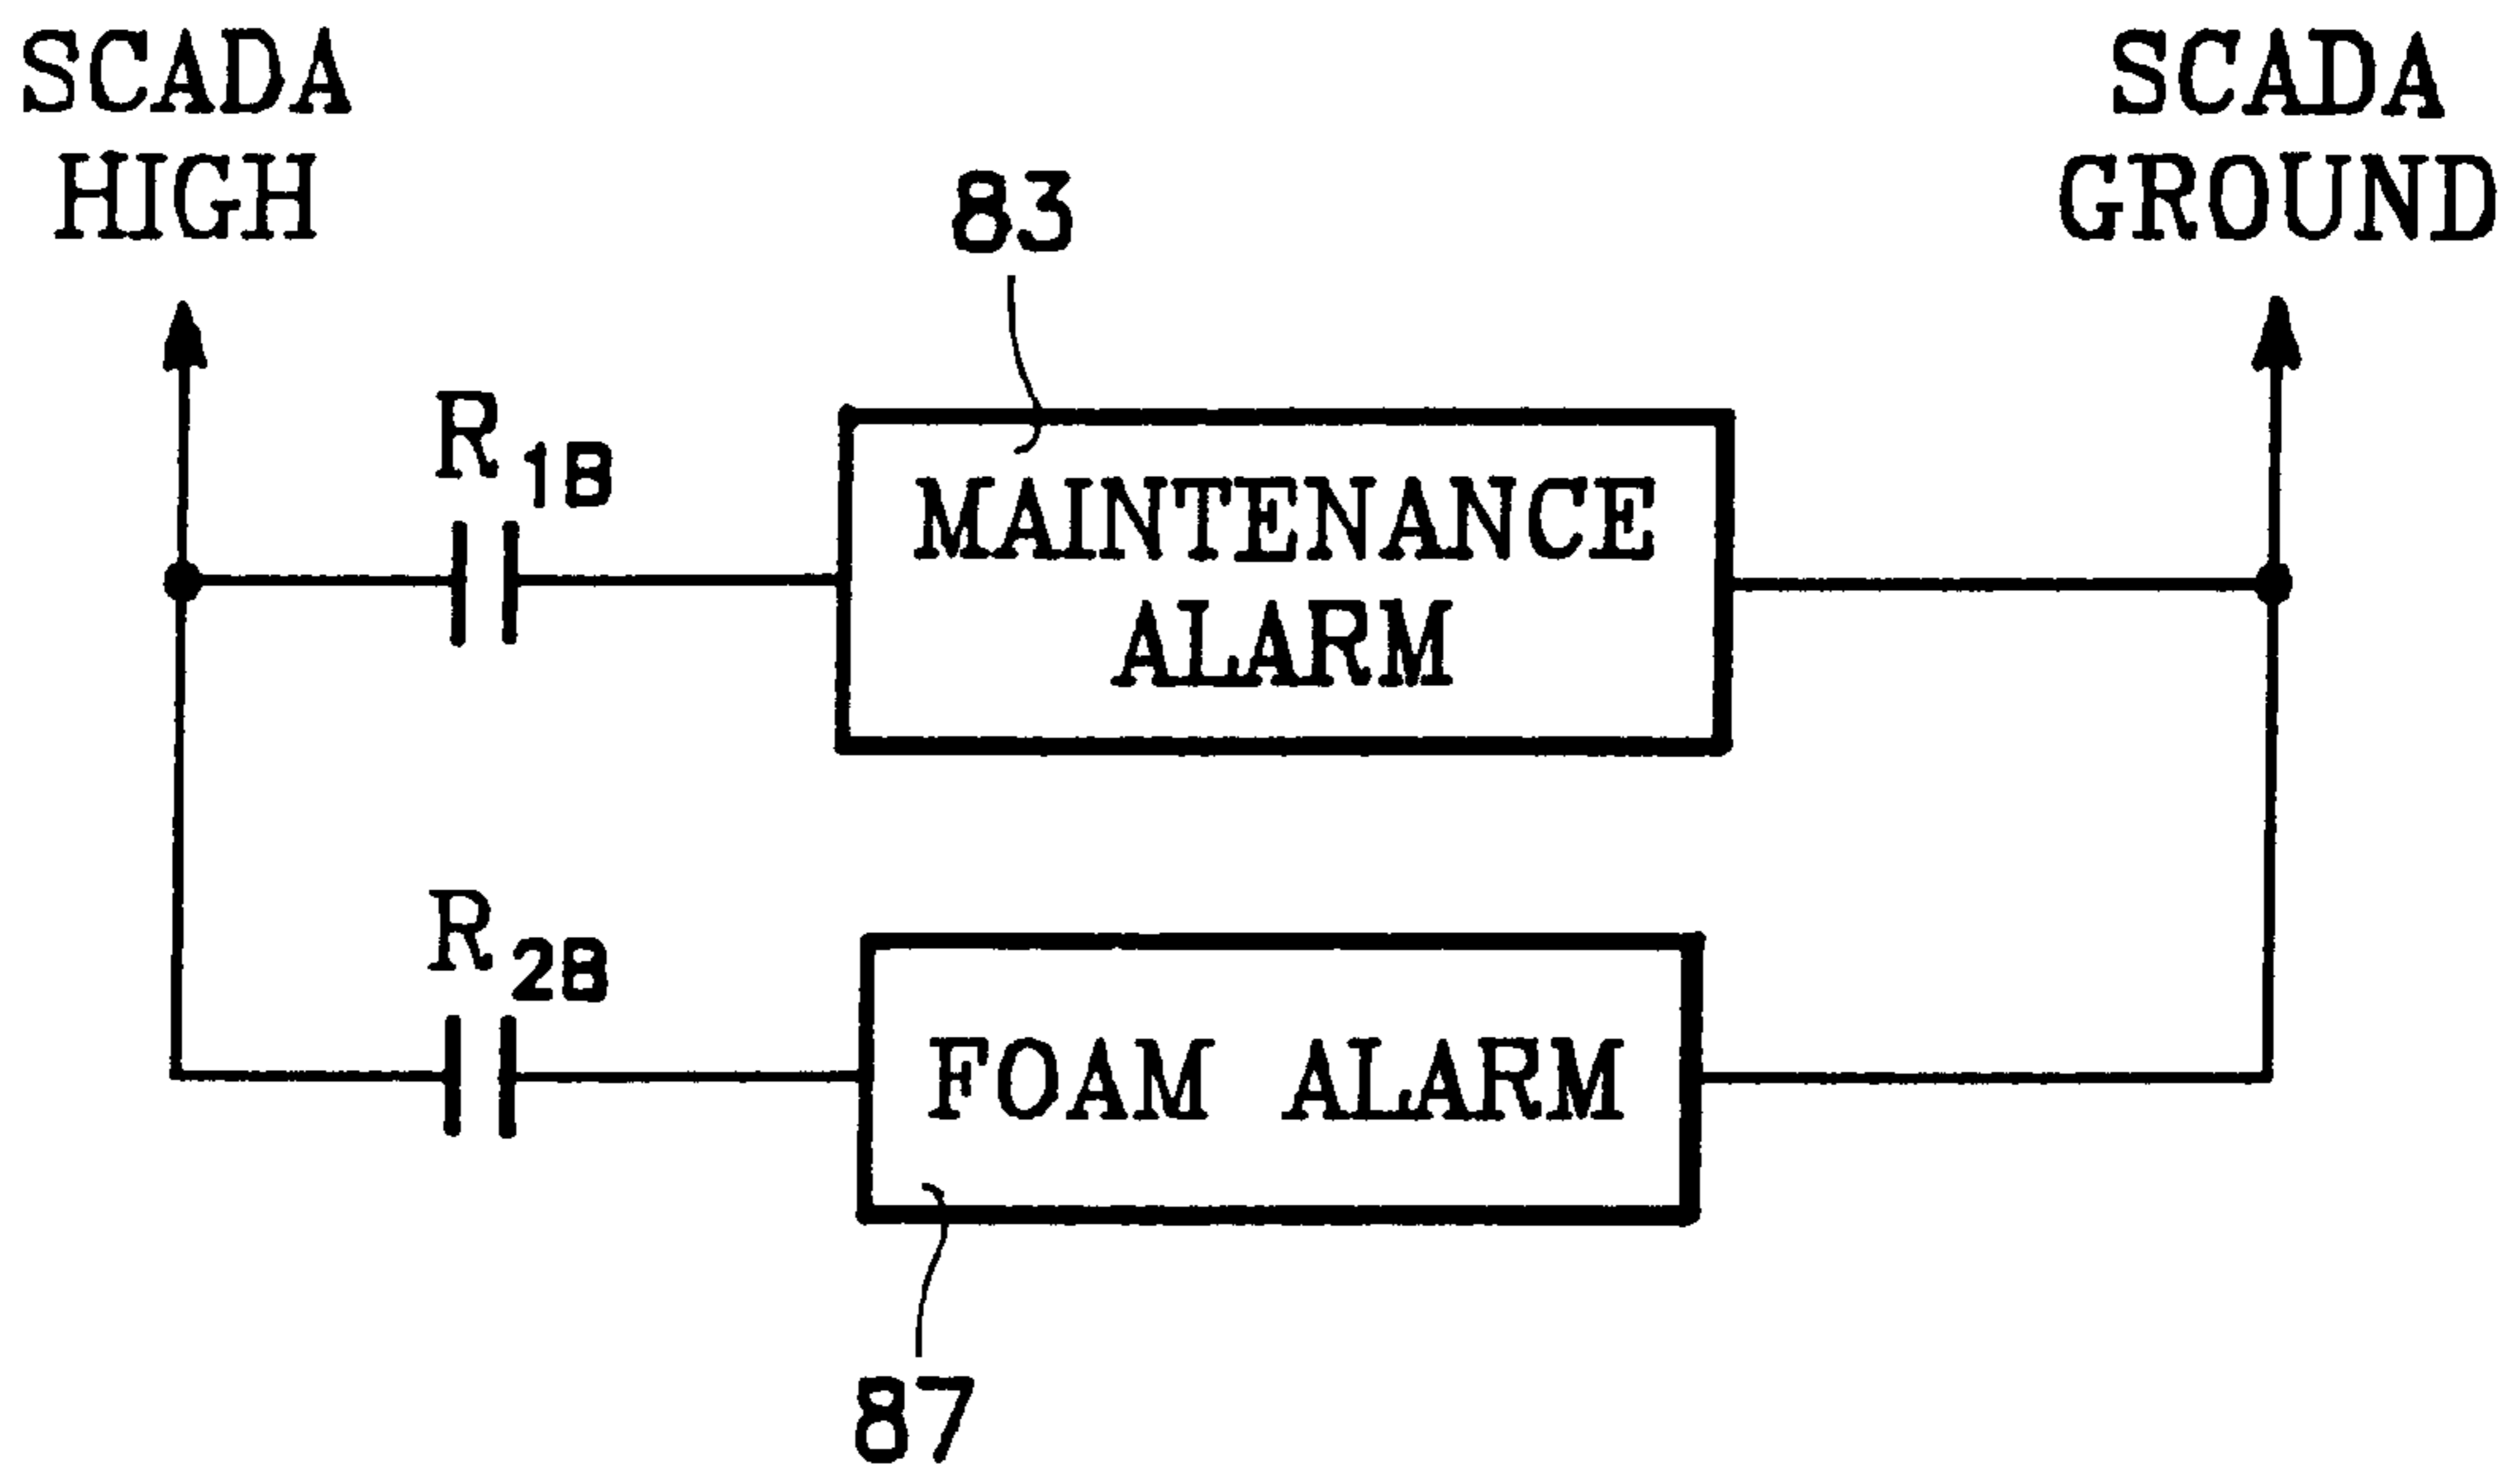 SCADA
HIGH
SCADA
GROUND
83
R1B
MAINTENANCE
ALARM
R2B
FOAM ALARM
87